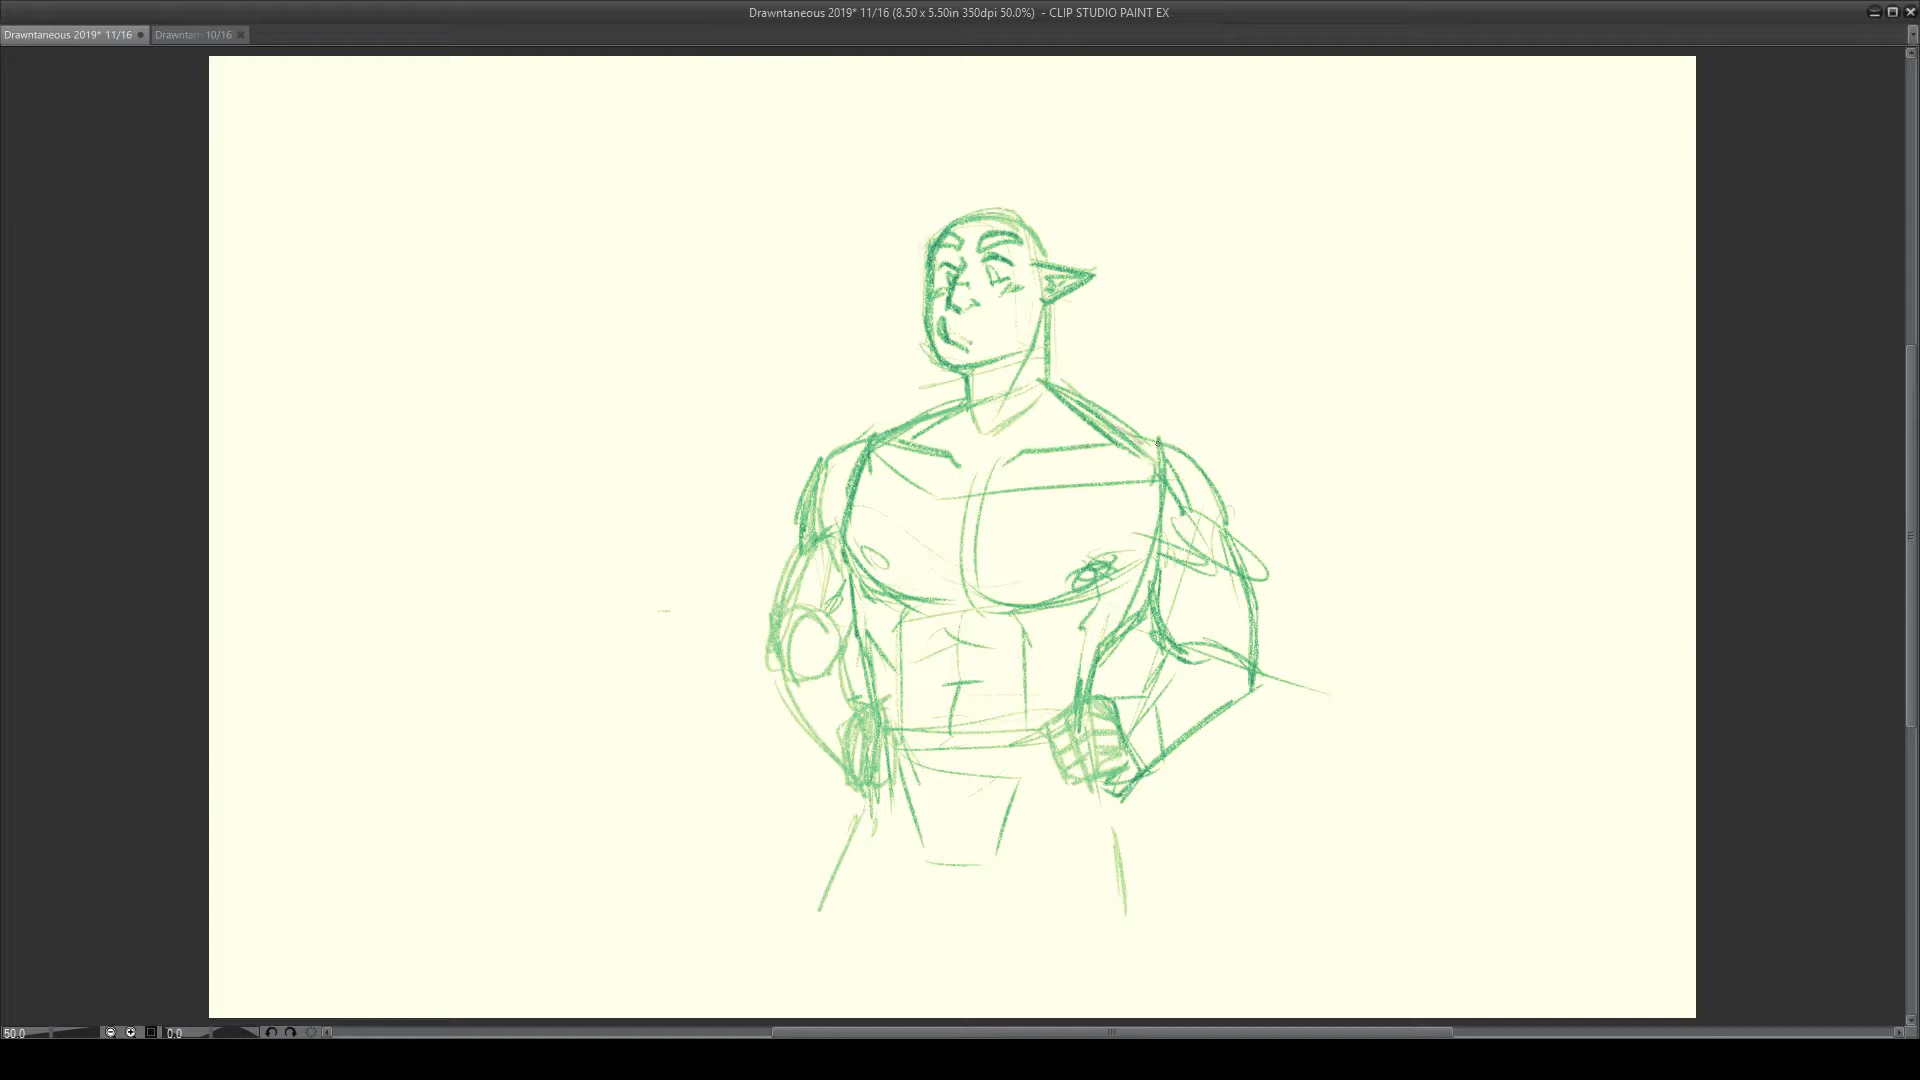 Drawntaneous 2019* 11/16 (8.50 x 5.50in 350dpi 50.0%) - CLIP STUDIO PAINT EX
Drawntaneous 2019* 11/16 Drawntan 10/16
50.0 0.0